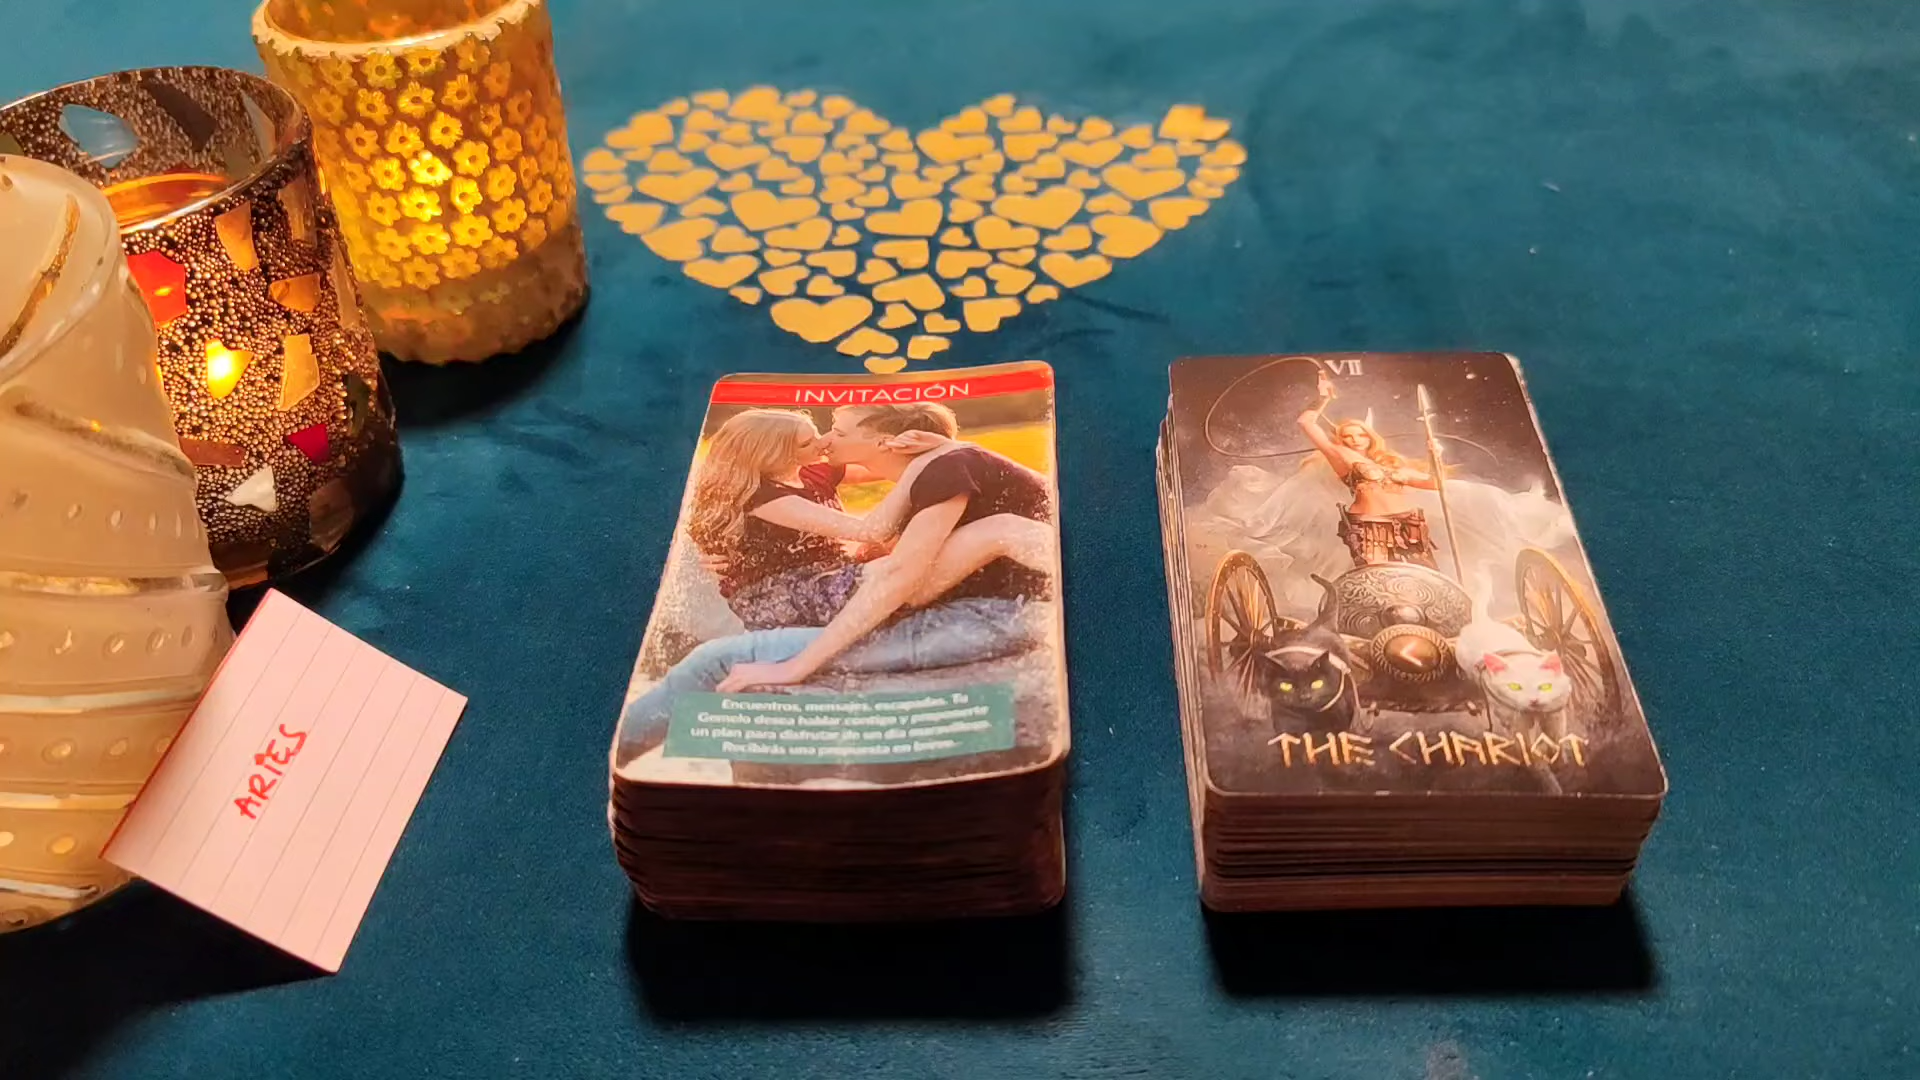 INVITACIÓN
Encuentros, mensajes, escapadas. Tu
Gemelo desea hablar contigo y proponerte
un plan para disfrutar de un día maravilloso.
Recibirás una propuesta en breve.
VII
THE CHARIOT
ARIES